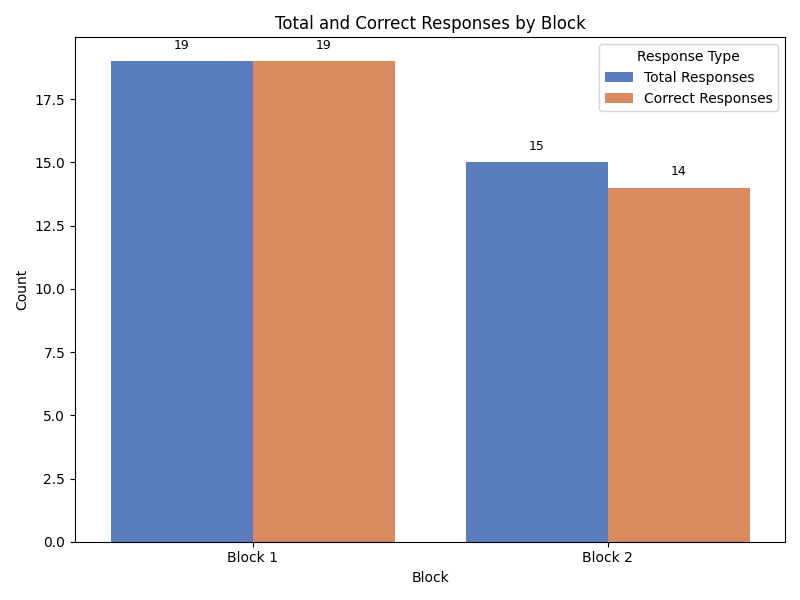 Total and Correct Responses by Block
19
19
15
14
Response Type
Total Responses
Correct Responses
Count
17.5
15.0
12.5
10.0
7.5
5.0
2.5
0.0
Block 1
Block 2
Block